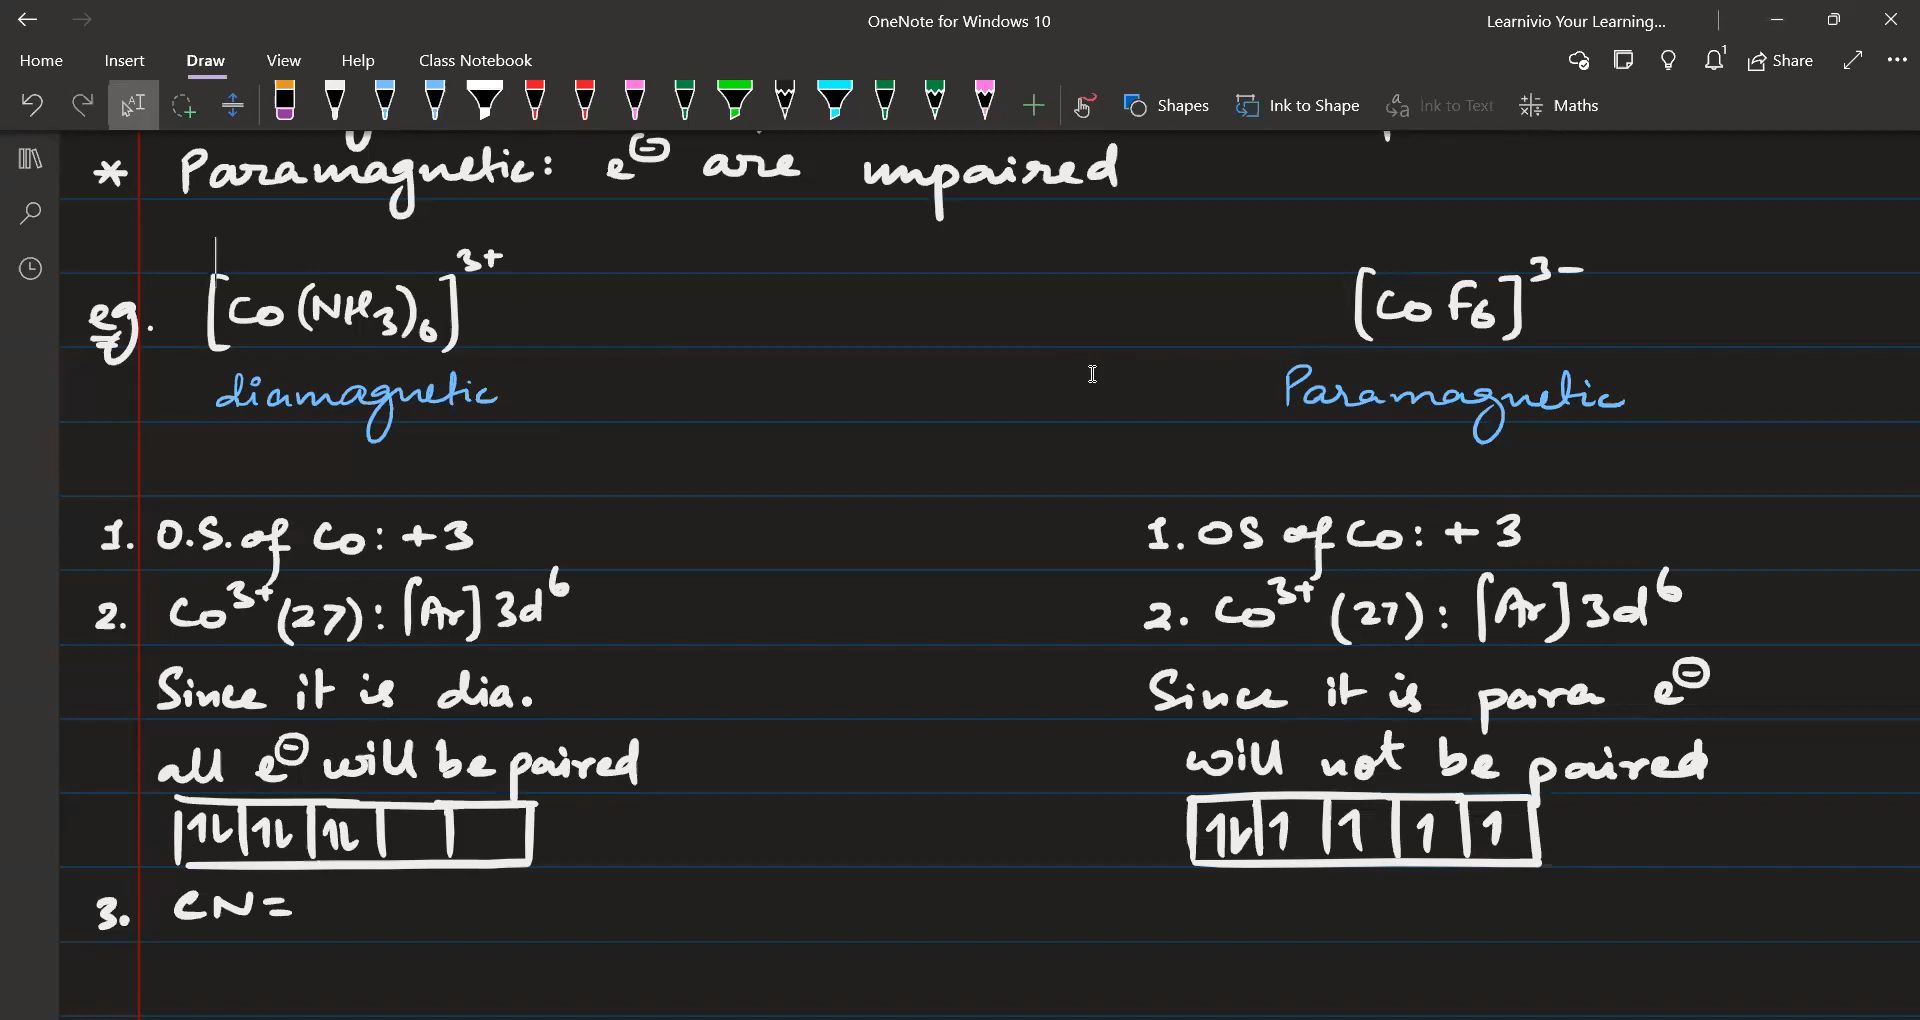 OneNote for Windows 10
Learnivio Your Learning...
Home Insert Draw View Help Class Notebook
Share
Shapes Ink to Shape Ink to Text Maths
* Paramagnetic: e⊖ are unpaired
eg. [Co(NH3)6]3+ [CoF6]3-
diamagnetic Paramagnetic
1. O.S. of Co: +3 1. OS of Co: +3
2. Co3+ (27): [Ar] 3d6 2. Co3+ (27): [Ar] 3d6
Since it is dia. Since it is para e⊖
all e⊖ will be paired will not be paired
3. CN=